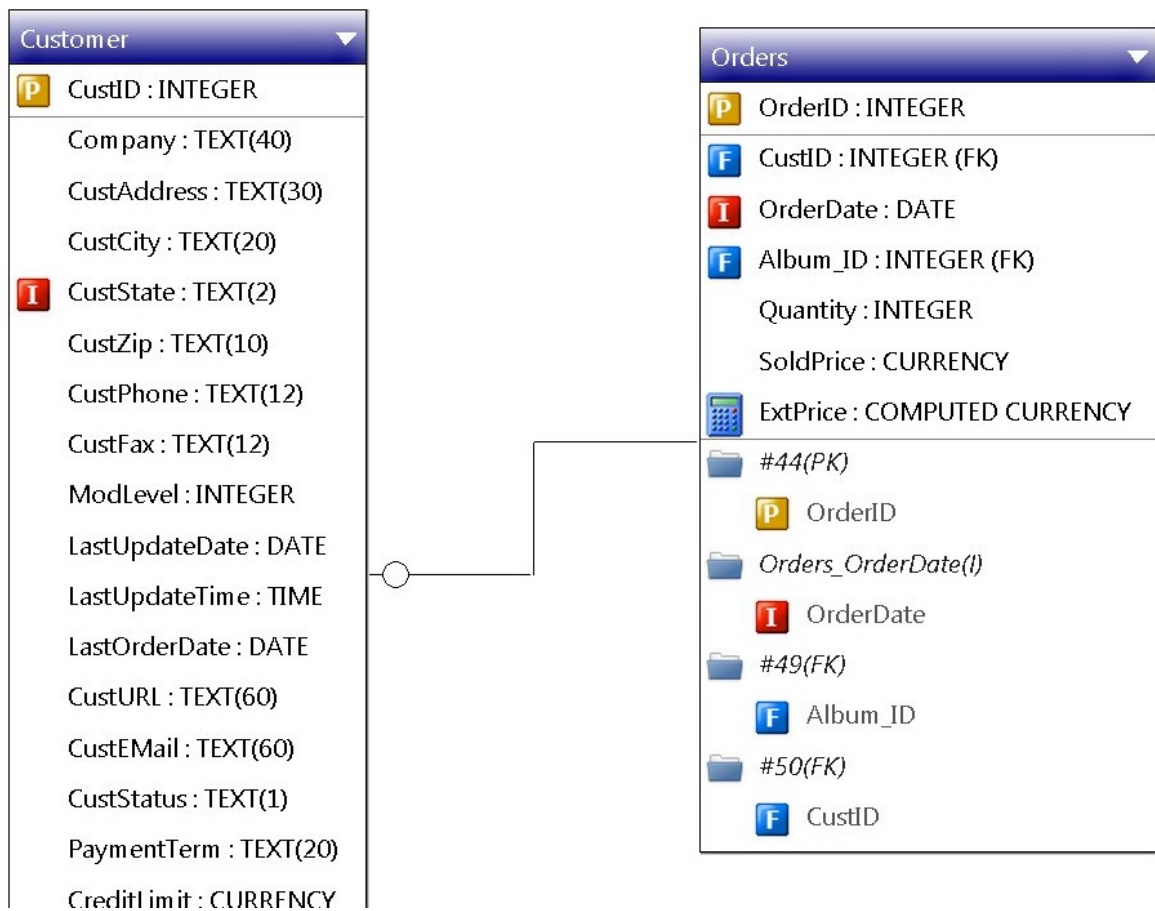 Customer
P CustID : INTEGER
Company : TEXT(40)
CustAddress : TEXT(30)
CustCity : TEXT(20)
I CustState : TEXT(2)
CustZip : TEXT(10)
CustPhone : TEXT(12)
CustFax : TEXT(12)
ModLevel : INTEGER
LastUpdateDate : DATE
LastUpdateTime : TIME
LastOrderDate : DATE
CustURL : TEXT(60)
CustEMail : TEXT(60)
CustStatus : TEXT(1)
PaymentTerm : TEXT(20)
CreditLimit : CURRENCY
Orders
P OrderID : INTEGER
F CustID : INTEGER (FK)
I OrderDate : DATE
F Album_ID : INTEGER (FK)
Quantity : INTEGER
SoldPrice : CURRENCY
ExtPrice : COMPUTED CURRENCY
#44(PK)
P OrderID
Orders_OrderDate(I)
I OrderDate
#49(FK)
F Album_ID
#50(FK)
F CustID